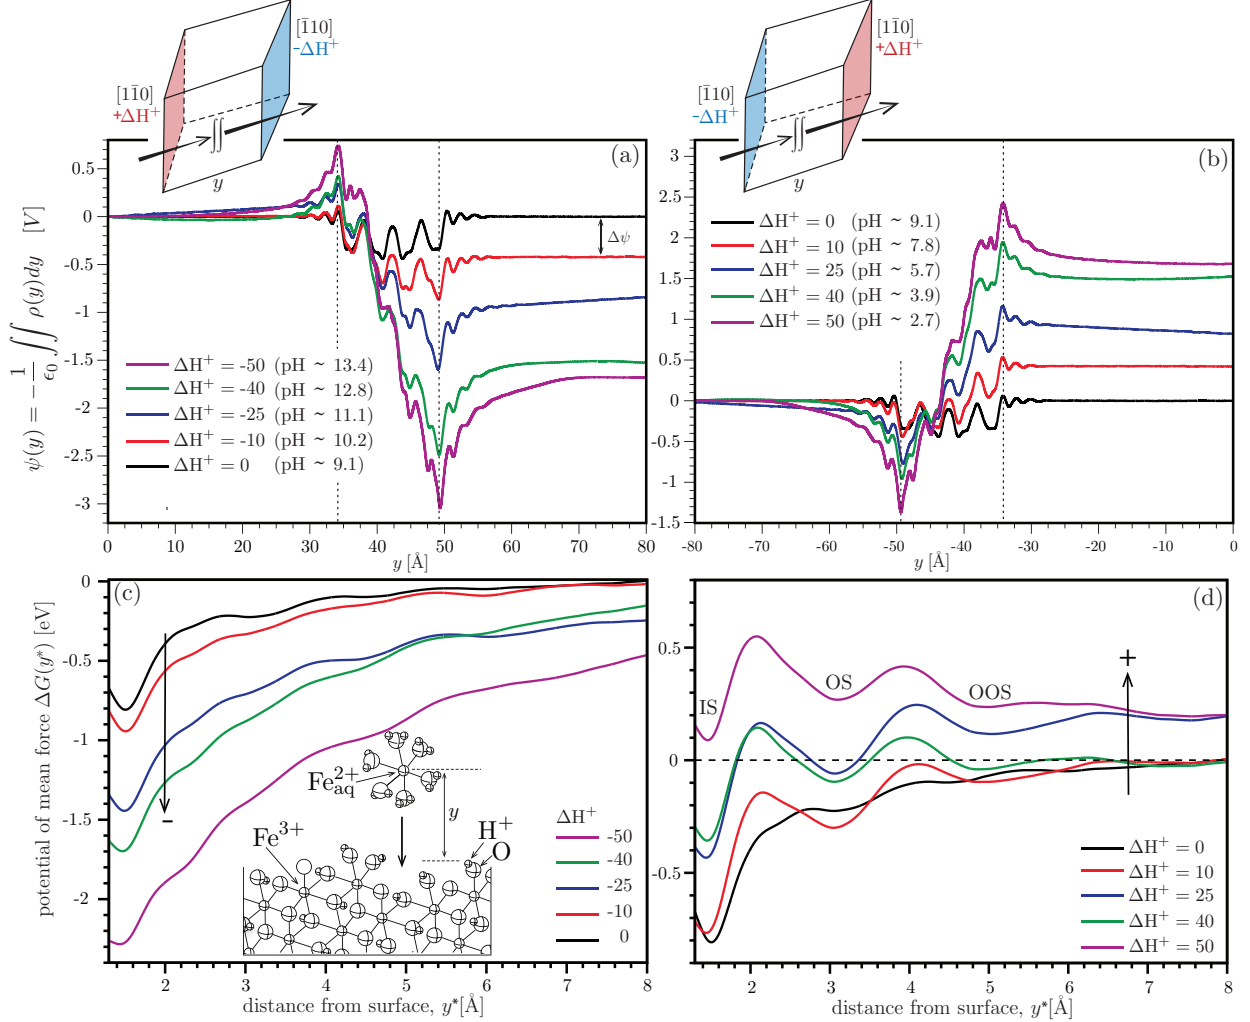 [1̄10]
-ΔH⁺
[11̄0]
+ΔH⁺
∬
y
[11̄0]
+ΔH⁺
[1̄10]
-ΔH⁺
∬
y
(a)
0.5
0
-0.5
-1
-1.5
-2
-2.5
-3
ψ(y) = -1/ϵ₀ ∬ ρ(y)dy [V]
Δψ
ΔH⁺ = -50 (pH ~ 13.4)
ΔH⁺ = -40 (pH ~ 12.8)
ΔH⁺ = -25 (pH ~ 11.1)
ΔH⁺ = -10 (pH ~ 10.2)
ΔH⁺ = 0 (pH ~ 9.1)
0 10 20 30 40 50 60 70 80
y [Å]
(b)
3
2.5
2
1.5
1
0.5
0
-0.5
-1
-1.5
ΔH⁺ = 0 (pH ~ 9.1)
ΔH⁺ = 10 (pH ~ 7.8)
ΔH⁺ = 25 (pH ~ 5.7)
ΔH⁺ = 40 (pH ~ 3.9)
ΔH⁺ = 50 (pH ~ 2.7)
-80 -70 -60 -50 -40 -30 -20 -10 0
y [Å]
(c)
0
-0.5
-1
-1.5
-2
potential of mean force ΔG(y*) [eV]
-
Fe²⁺aq
y
H⁺
O
Fe³⁺
ΔH⁺
-50
-40
-25
-10
0
2 3 4 5 6 7 8
distance from surface, y*[Å]
(d)
0.5
0
-0.5
IS
OS
OOS
+
ΔH⁺ = 0
ΔH⁺ = 10
ΔH⁺ = 25
ΔH⁺ = 40
ΔH⁺ = 50
2 3 4 5 6 7 8
distance from surface, y*[Å]